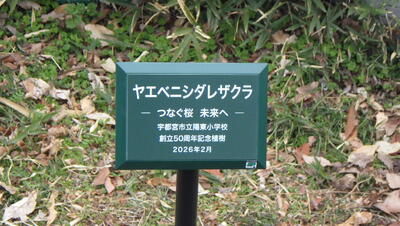 ヤエベニシダレザクラ
― つなぐ桜 未来へ ―
宇都宮市立陽東小学校
創立50周年記念植樹
2026年2月